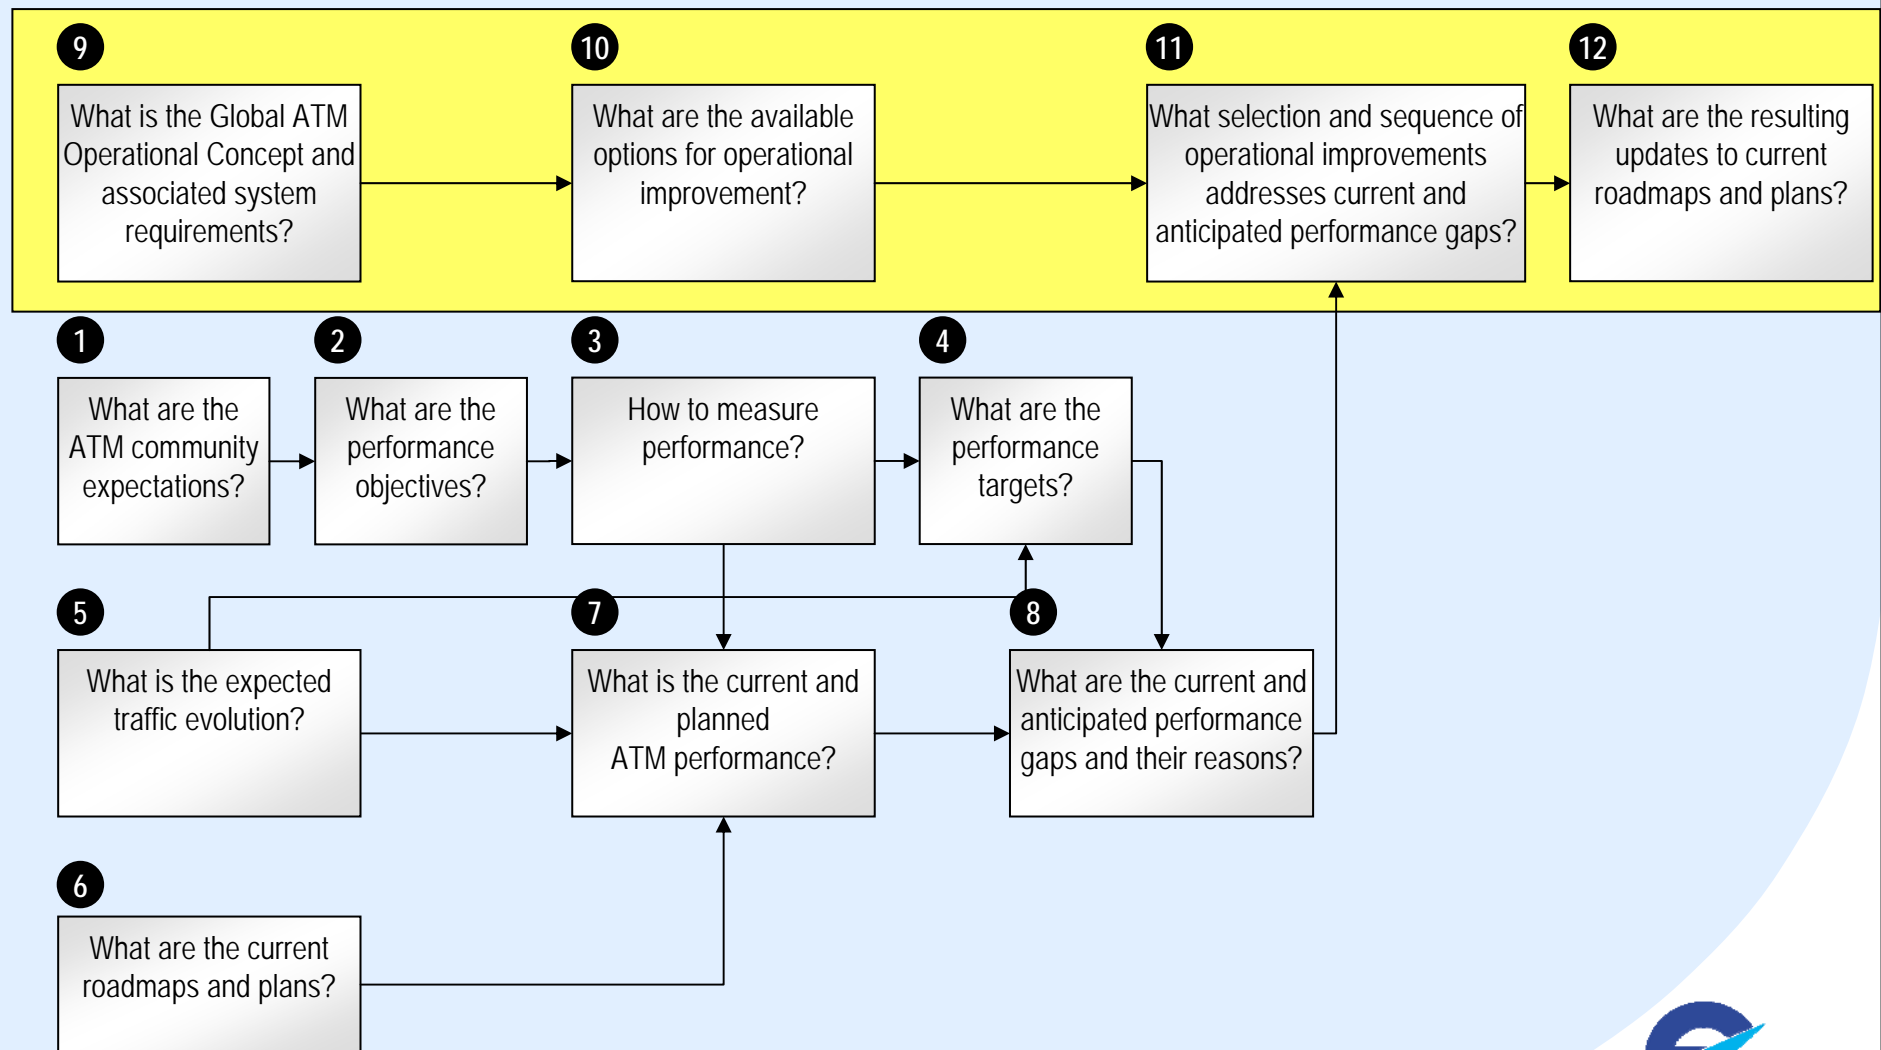 9
What is the Global ATM
Operational Concept and
associated system
requirements?
10
What are the available
options for operational
improvement?
11
What selection and sequence of
operational improvements
addresses current and
anticipated performance gaps?
12
What are the resulting
updates to current
roadmaps and plans?
1
What are the
ATM community
expectations?
2
What are the
performance
objectives?
3
How to measure
performance?
4
What are the
performance
targets?
5
What is the expected
traffic evolution?
7
What is the current and
planned
ATM performance?
8
What are the current and
anticipated performance
gaps and their reasons?
6
What are the current
roadmaps and plans?